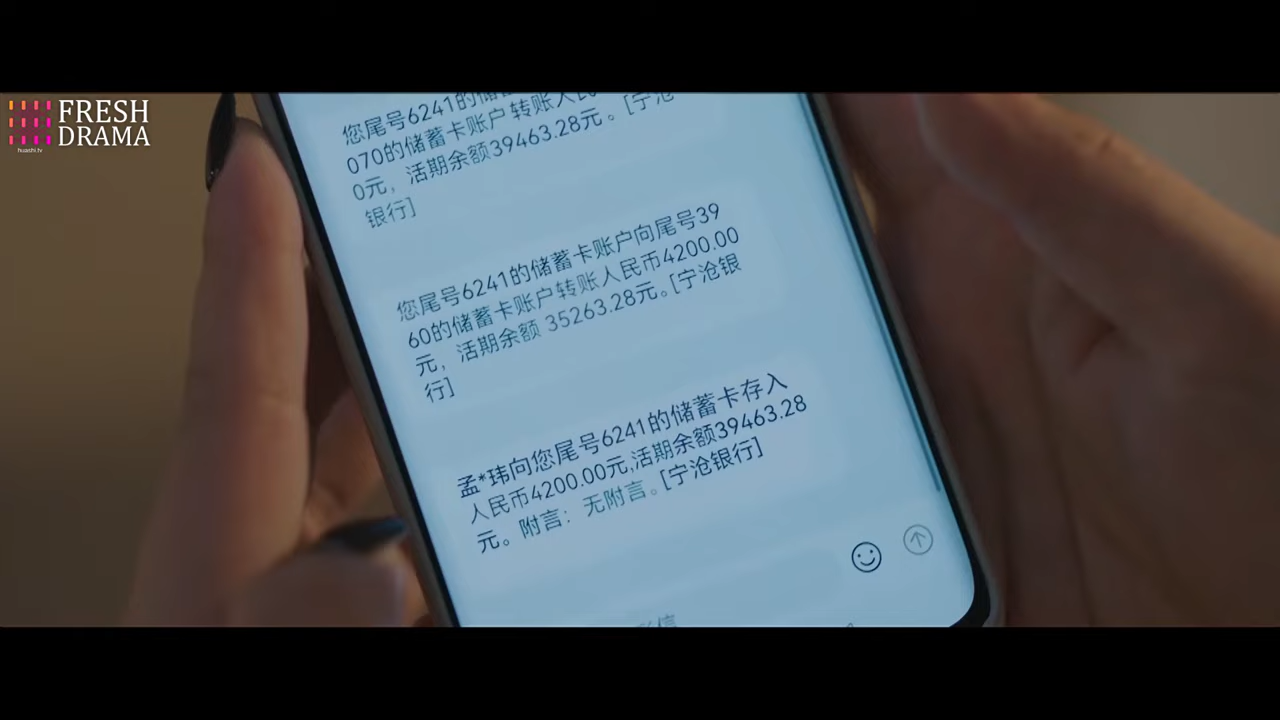 FRESH
DRAMA
huashi.tv
您尾号6241的储
转账人民
070的储蓄卡账户
0元，活期余额39463.28元。[宁沧
银行]
您尾号6241的储蓄卡账户向尾号39
60的储蓄卡账户转账人民币4200.00
元，活期余额 35263.28元。[宁沧银
行]
孟*玮向您尾号6241的储蓄卡存入
人民币4200.00元,活期余额39463.28
元。附言：无附言。[宁沧银行]